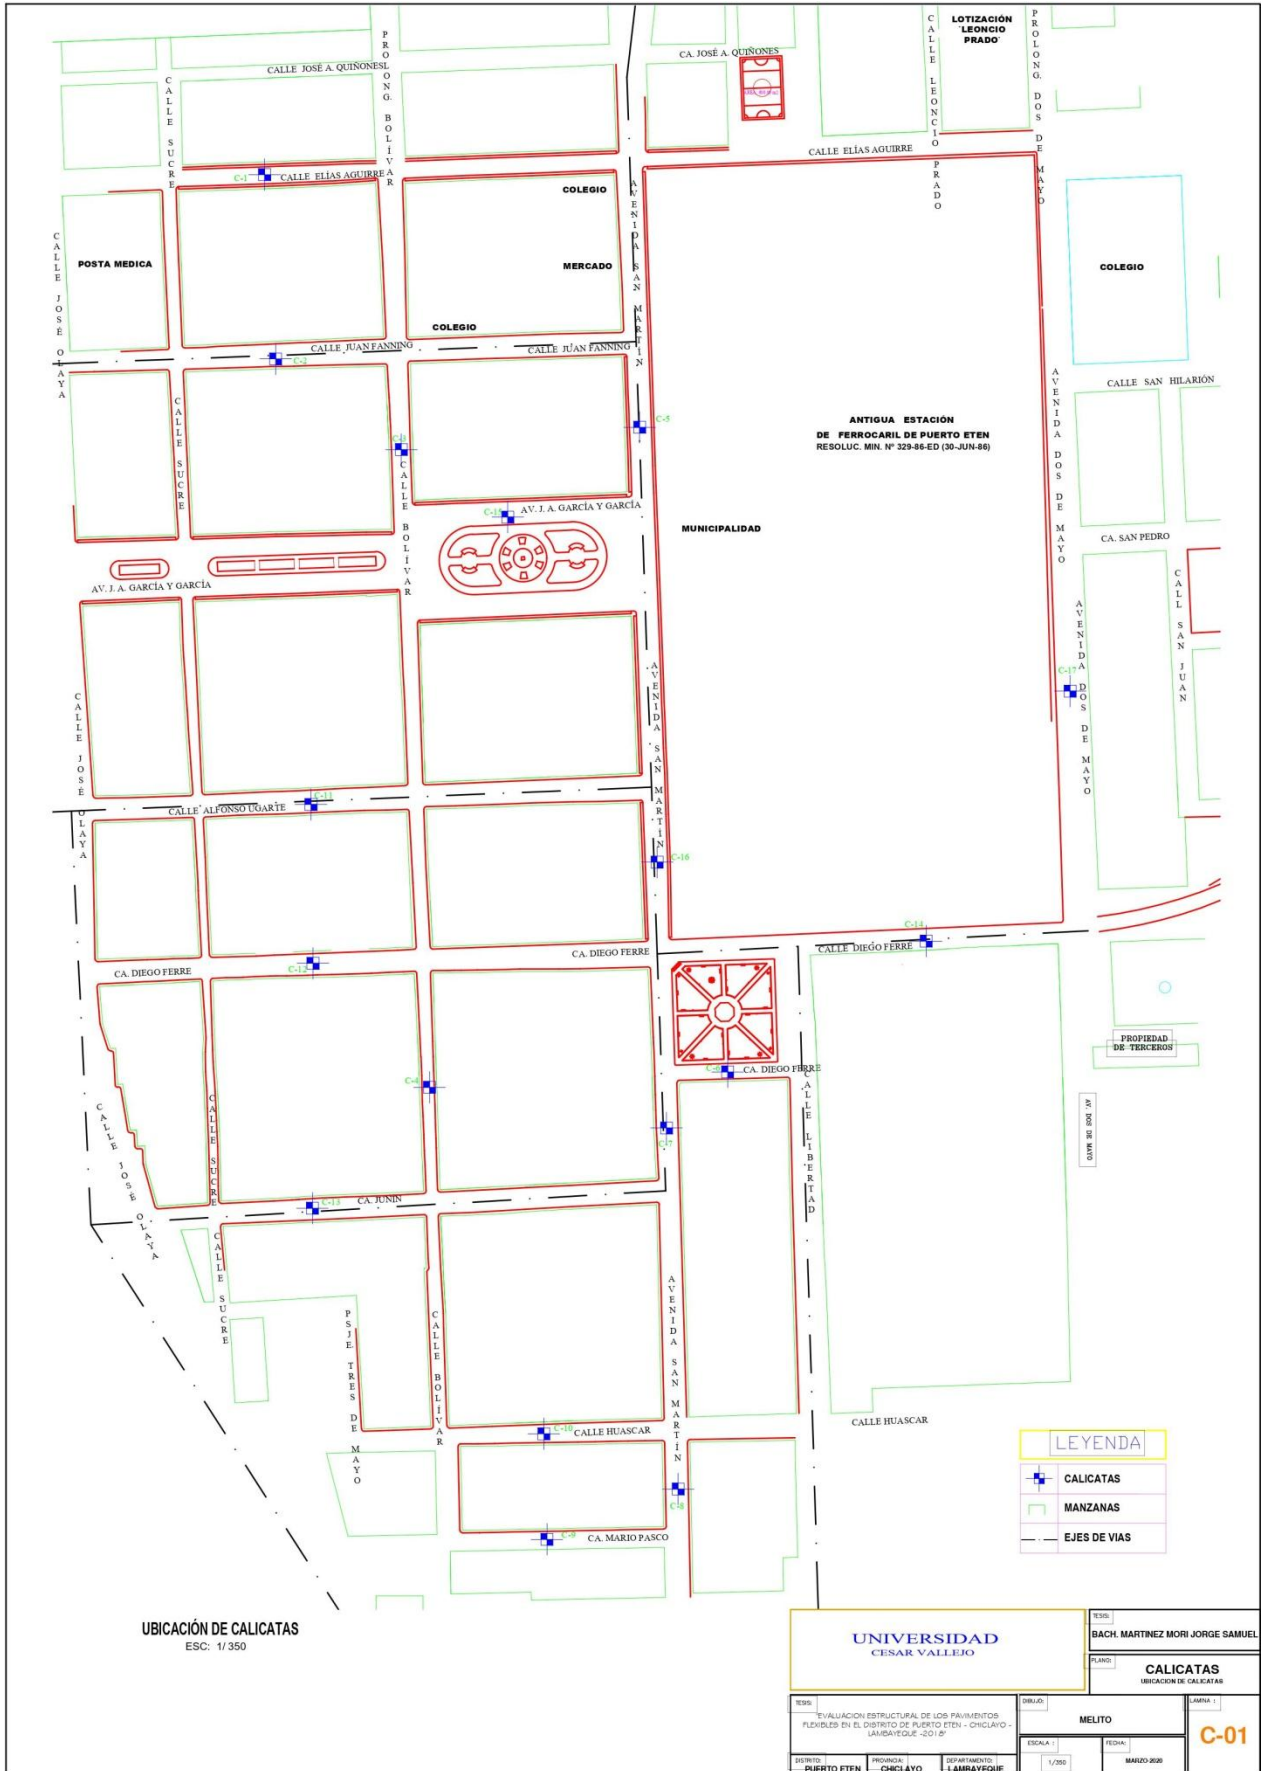 CA. JOSÉ A. QUIÑONES
LOTIZACIÓN
"LEONCIO
PRADO"
CALLE JOSÉ A. QUIÑONES
PROLONG. BOLÍVAR
CALLE SUCRE
CALLE LEONCIO PRADO
PROLONG. DOS DE MAYO
CALLE ELÍAS AGUIRRE
C-1
CALLE ELÍAS AGUIRRE
COLEGIO
AVENIDA SAN MARTÍN
CALLE JOSÉ OLAYA
POSTA MEDICA
MERCADO
COLEGIO
COLEGIO
CALLE JUAN FANNING
CALLE JUAN FANNING
C-2
AVENIDA DOS DE MAYO
CALLE SAN HILARIÓN
CALLE SUCRE
C-3
CALLE BOLÍVAR
C-5
ANTIGUA ESTACIÓN
DE FERROCARIL DE PUERTO ETEN
RESOLUC. MIN. Nº 329-86-ED (30-JUN-86)
C-15
AV. J. A. GARCÍA Y GARCÍA
MUNICIPALIDAD
CA. SAN PEDRO
AV. J. A. GARCÍA Y GARCÍA
CALL SAN JUAN
AVENIDA DOS DE MAYO
C-17
CALLE JOSÉ OLAYA
AVENIDA SAN MARTÍN
C-11
CALLE ALFONSO UGARTE
C-16
C-14
CALLE DIEGO FERRÉ
CA. DIEGO FERRE
CA. DIEGO FERRE
C-12
PROPIEDAD
DE TERCEROS
C-6
CA. DIEGO FERRE
C-4
CALLE LIBERTAD
AV. DOS DE MAYO
CALLE JOSÉ OLAYA
CALLE SUCRE
C-7
C-13
CA. JUNIN
CALLE SUCRE
PSJE. TRES DE MAYO
CALLE BOLÍVAR
AVENIDA SAN MARTÍN
CALLE HUASCAR
C-10
CALLE HUASCAR
C-8
C-9
CA. MARIO PASCO
LEYENDA
CALICATAS
MANZANAS
EJES DE VIAS
UBICACIÓN DE CALICATAS
ESC: 1/ 350
UNIVERSIDAD
CESAR VALLEJO
TESIS:
BACH. MARTINEZ MORI JORGE SAMUEL
PLANO:
CALICATAS
UBICACION DE CALICATAS
TESIS:
"EVALUACION ESTRUCTURAL DE LOS PAVIMENTOS
FLEXIBLES EN EL DISTRITO DE PUERTO ETEN - CHICLAYO -
LAMBAYEQUE -2018"
DIBUJO:
MELITO
LAMINA :
C-01
ESCALA :
1/350
FECHA:
MARZO-2020
DISTRITO:
PUERTO ETEN
PROVINCIA:
CHICLAYO
DEPARTAMENTO:
LAMBAYEQUE